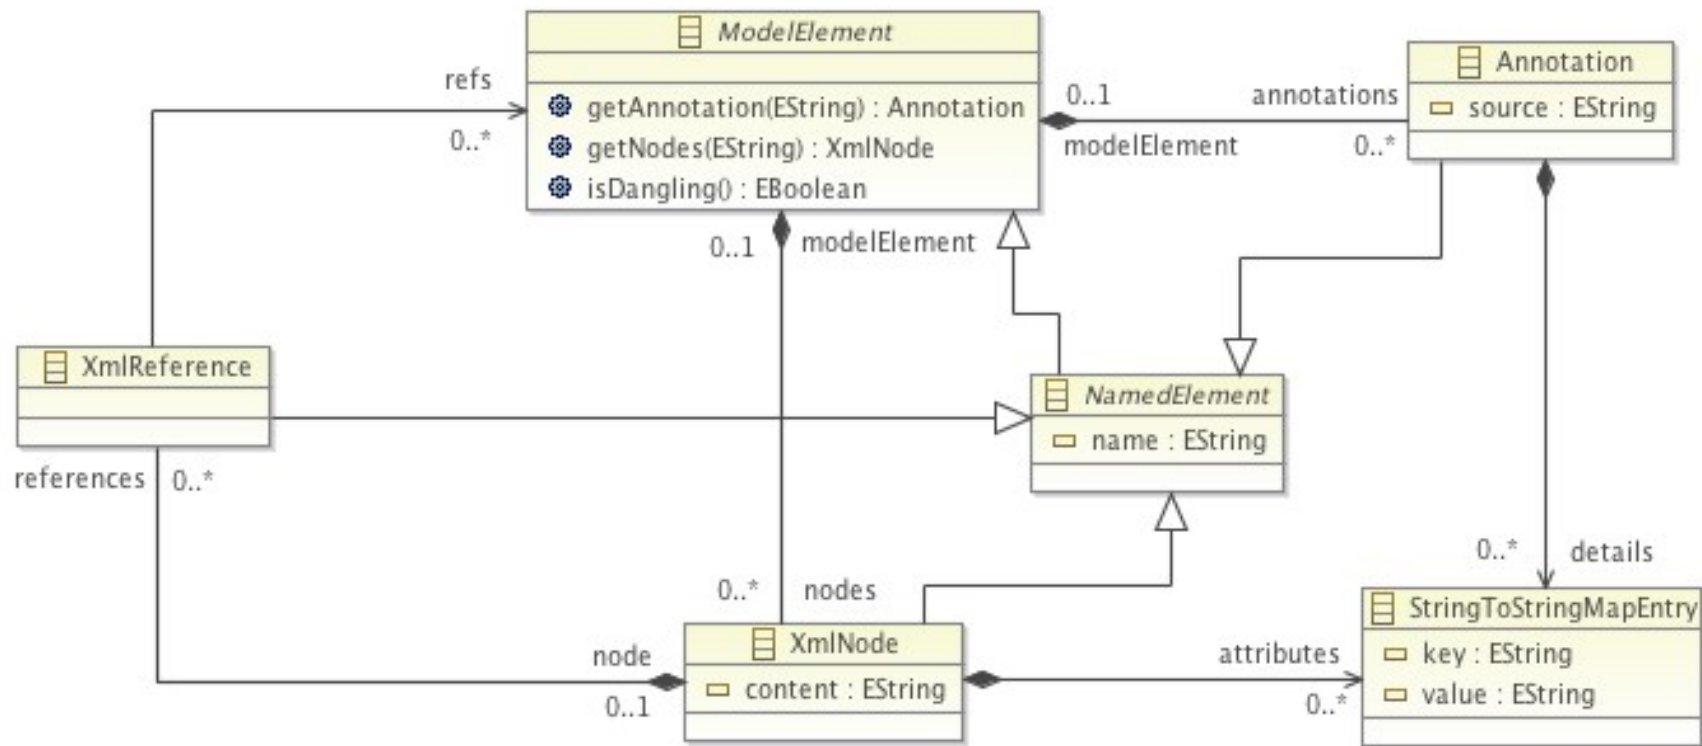 ModelElement
getAnnotation(EString) : Annotation
getNodes(EString) : XmlNode
isDangling() : EBoolean
refs
0..*
0..1
modelElement
annotations
0..*
Annotation
source : EString
0..1
modelElement
XmlReference
NamedElement
name : EString
references
0..*
0..*
nodes
0..*
details
node
0..1
XmlNode
content : EString
attributes
0..*
StringToStringMapEntry
key : EString
value : EString